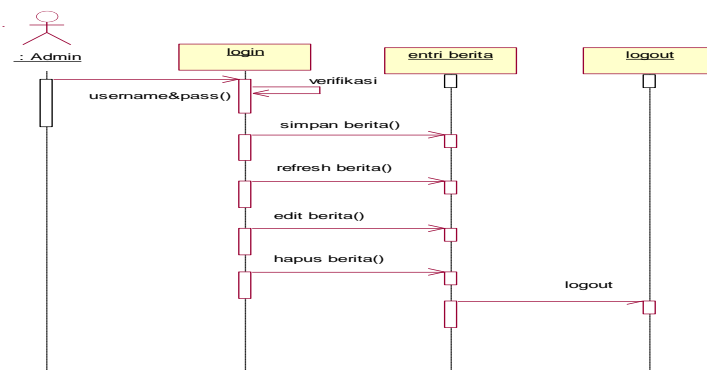 : Admin
login
entri berita
logout
verifikasi
username&pass()
simpan berita()
refresh berita()
edit berita()
hapus berita()
logout